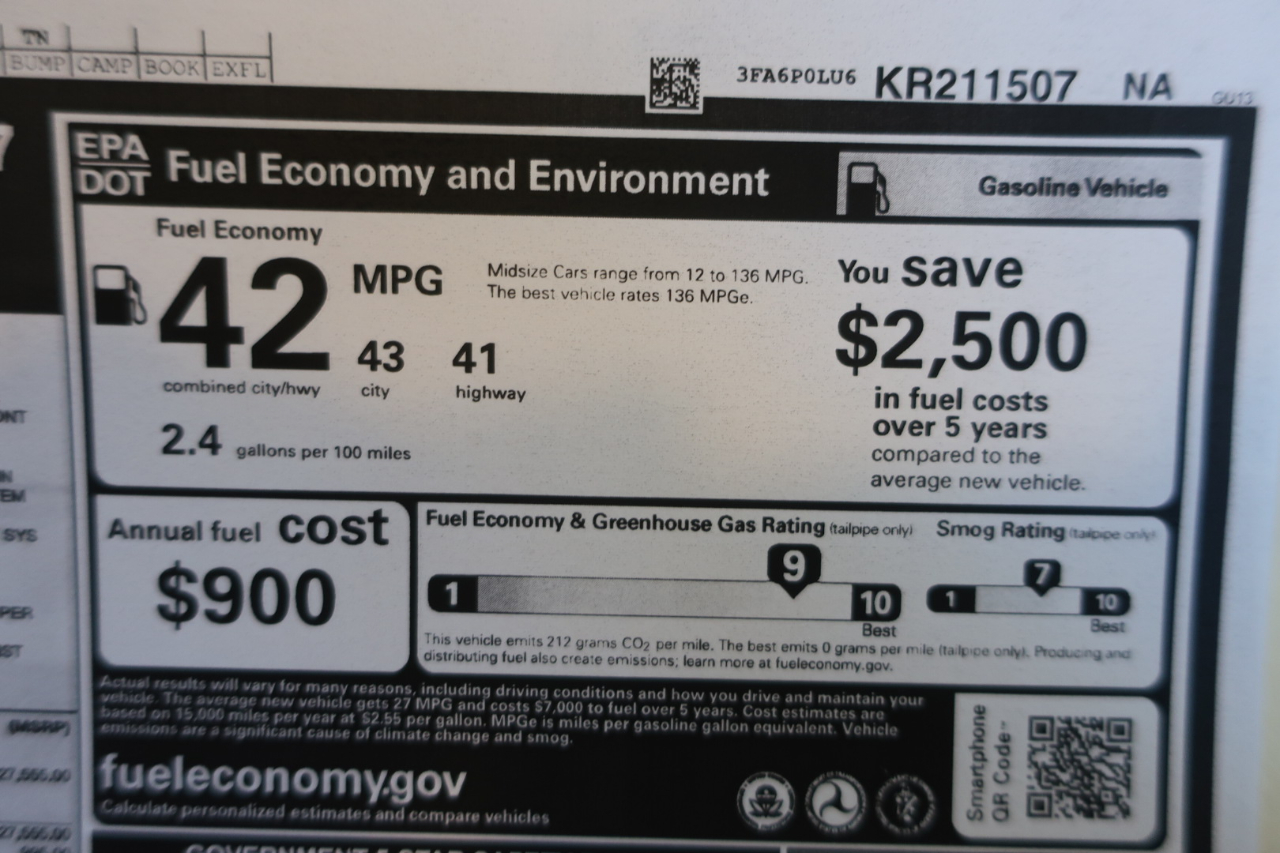 TN
BUMP CAMP BOOK EXFL
3FA6P0LU6 KR211507 NA
GU13
EPA
DOT
Fuel Economy and Environment
Gasoline Vehicle
Fuel Economy
42 MPG
combined city/hwy
43
city
41
highway
2.4 gallons per 100 miles
Midsize Cars range from 12 to 136 MPG.
The best vehicle rates 136 MPGe.
You save
$2,500
in fuel costs
over 5 years
compared to the
average new vehicle.
Annual fuel cost
$900
Fuel Economy & Greenhouse Gas Rating (tailpipe only)
1 9 10
Best
Smog Rating (tailpipe only)
1 7 10
Best
This vehicle emits 212 grams CO2 per mile. The best emits 0 grams per mile (tailpipe only). Producing and
distributing fuel also create emissions; learn more at fueleconomy.gov.
Actual results will vary for many reasons, including driving conditions and how you drive and maintain your
vehicle. The average new vehicle gets 27 MPG and costs $7,000 to fuel over 5 years. Cost estimates are
based on 15,000 miles per year at $2.55 per gallon. MPGe is miles per gasoline gallon equivalent. Vehicle
emissions are a significant cause of climate change and smog.
fueleconomy.gov
Calculate personalized estimates and compare vehicles
Smartphone
QR Code™
SYS
(MSRP)